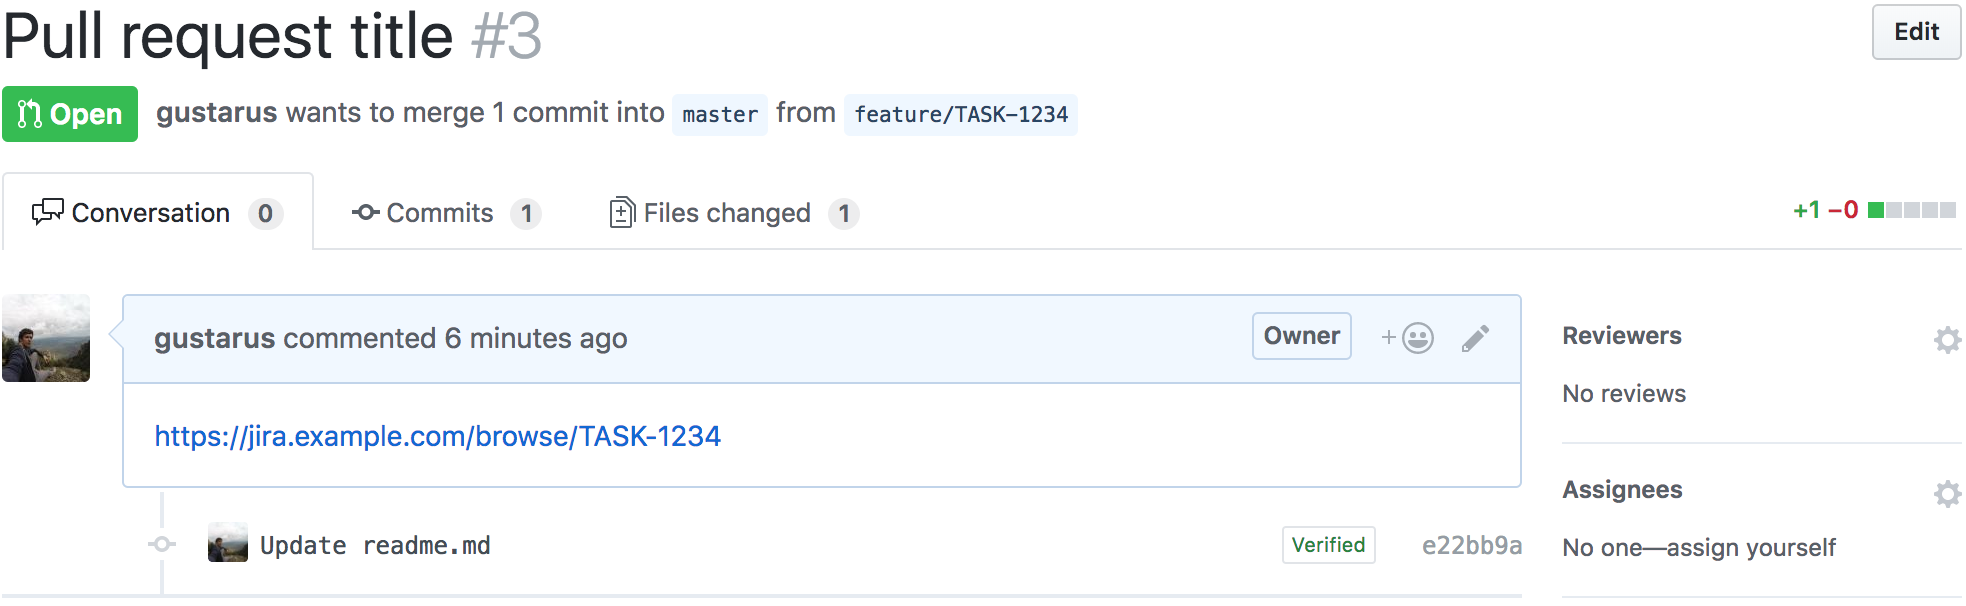 Pull request title #3
Edit
Open gustarus wants to merge 1 commit into master from feature/TASK-1234
Conversation 0 Commits 1 Files changed 1 +1 −0
gustarus commented 6 minutes ago Owner
https://jira.example.com/browse/TASK-1234
Update readme.md Verified e22bb9a
Reviewers
No reviews
Assignees
No one—assign yourself